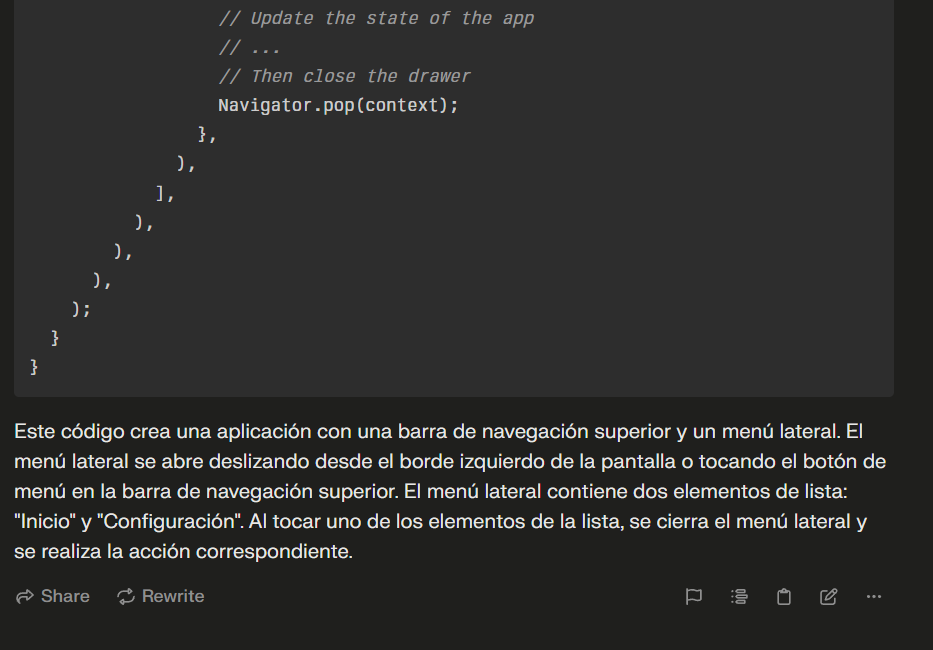 // Update the state of the app
// ...
// Then close the drawer
Navigator.pop(context);
},
),
],
),
),
),
);
}
}
Este código crea una aplicación con una barra de navegación superior y un menú lateral. El
menú lateral se abre deslizando desde el borde izquierdo de la pantalla o tocando el botón de
menú en la barra de navegación superior. El menú lateral contiene dos elementos de lista:
"Inicio" y "Configuración". Al tocar uno de los elementos de la lista, se cierra el menú lateral y
se realiza la acción correspondiente.
Share Rewrite